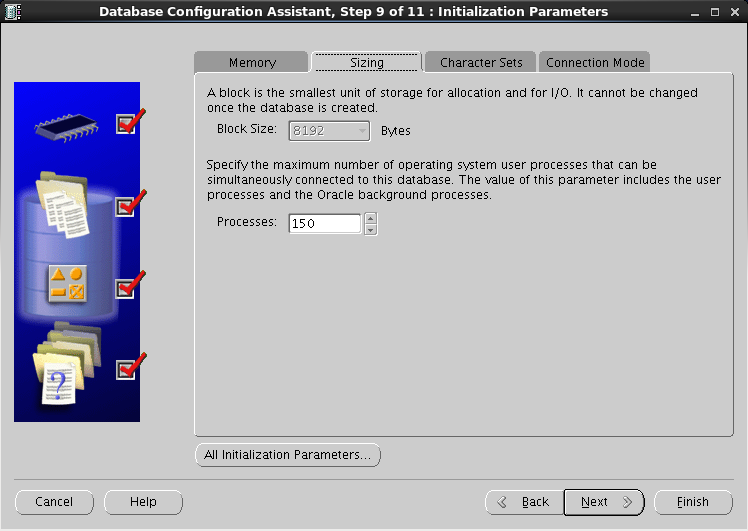 Database Configuration Assistant, Step 9 of 11 : Initialization Parameters
Memory Sizing Character Sets Connection Mode
A block is the smallest unit of storage for allocation and for I/O. It cannot be changed
once the database is created.
Block Size: 8192 Bytes
Specify the maximum number of operating system user processes that can be
simultaneously connected to this database. The value of this parameter includes the user
processes and the Oracle background processes.
Processes: 150
?
All Initialization Parameters...
Cancel Help Back Next Finish